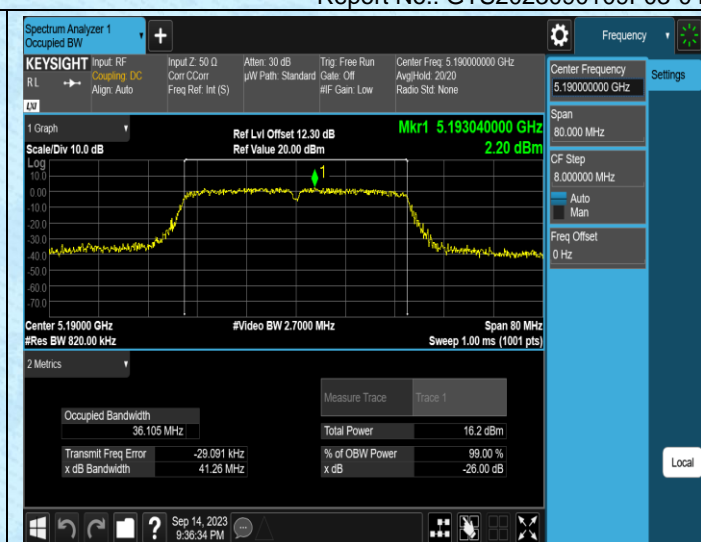 Spectrum Analyzer 1
Occupied BW
Frequency
KEYSIGHT
RL
LXI
Input: RF
Coupling: DC
Align: Auto
Input Z: 50 Ω
Corr CCorr
Freq Ref: Int (S)
Atten: 30 dB
µW Path: Standard
Trig: Free Run
Gate: Off
#IF Gain: Low
Center Freq: 5.190000000 GHz
Avg|Hold: 20/20
Radio Std: None
Center Frequency
5.190000000 GHz
Settings
Span
80.000 MHz
CF Step
8.000000 MHz
Auto
Man
Freq Offset
0 Hz
Local
1 Graph
Scale/Div 10.0 dB
Ref Lvl Offset 12.30 dB
Ref Value 20.00 dBm
Mkr1 5.193040000 GHz
2.20 dBm
Log
10.0
0.00
-10.0
-20.0
-30.0
-40.0
-50.0
-60.0
-70.0
1
Center 5.19000 GHz
#Video BW 2.7000 MHz
Span 80 MHz
#Res BW 820.00 kHz
Sweep 1.00 ms (1001 pts)
2 Metrics
Measure Trace Trace 1
Occupied Bandwidth
36.105 MHz
Total Power 16.2 dBm
Transmit Freq Error -29.091 kHz
% of OBW Power 99.00 %
x dB Bandwidth 41.26 MHz
x dB -26.00 dB
Sep 14, 2023
9:36:34 PM